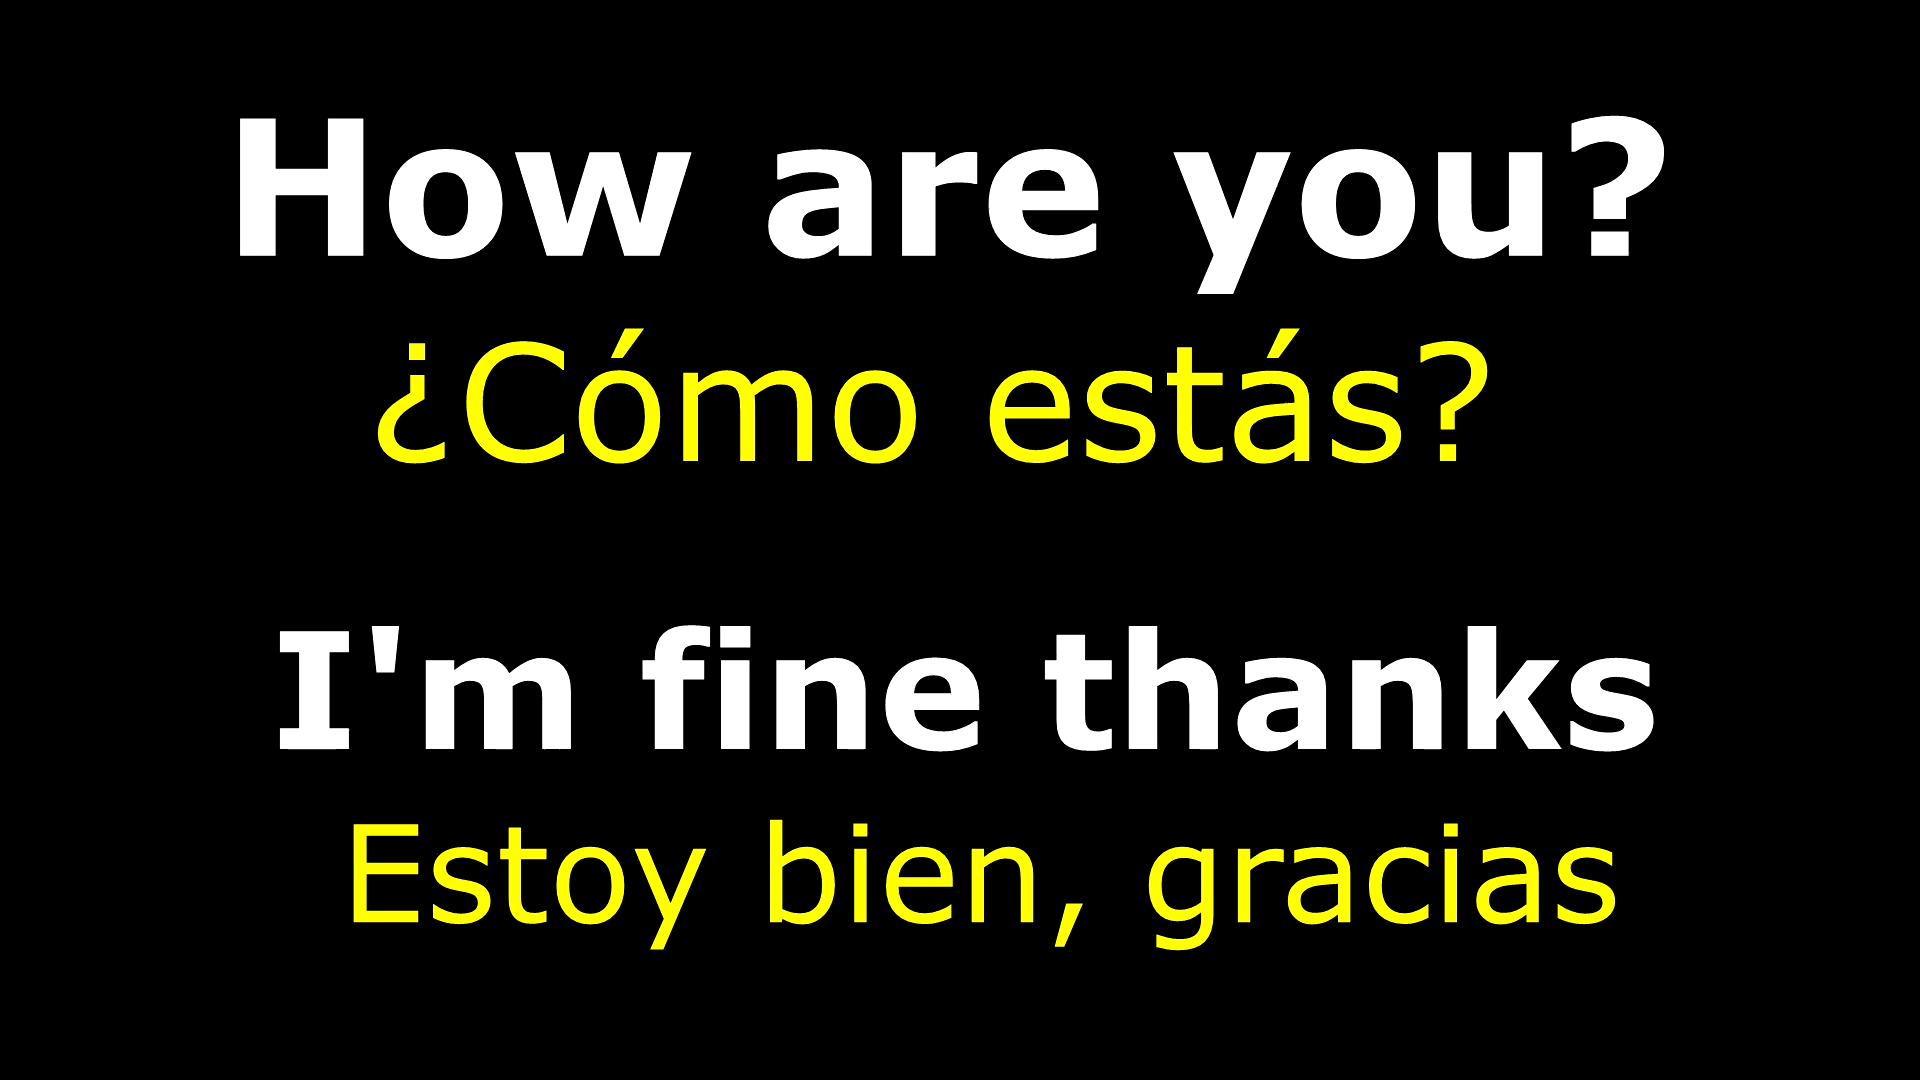 How are you?
¿Cómo estás?
I'm fine thanks
Estoy bien, gracias